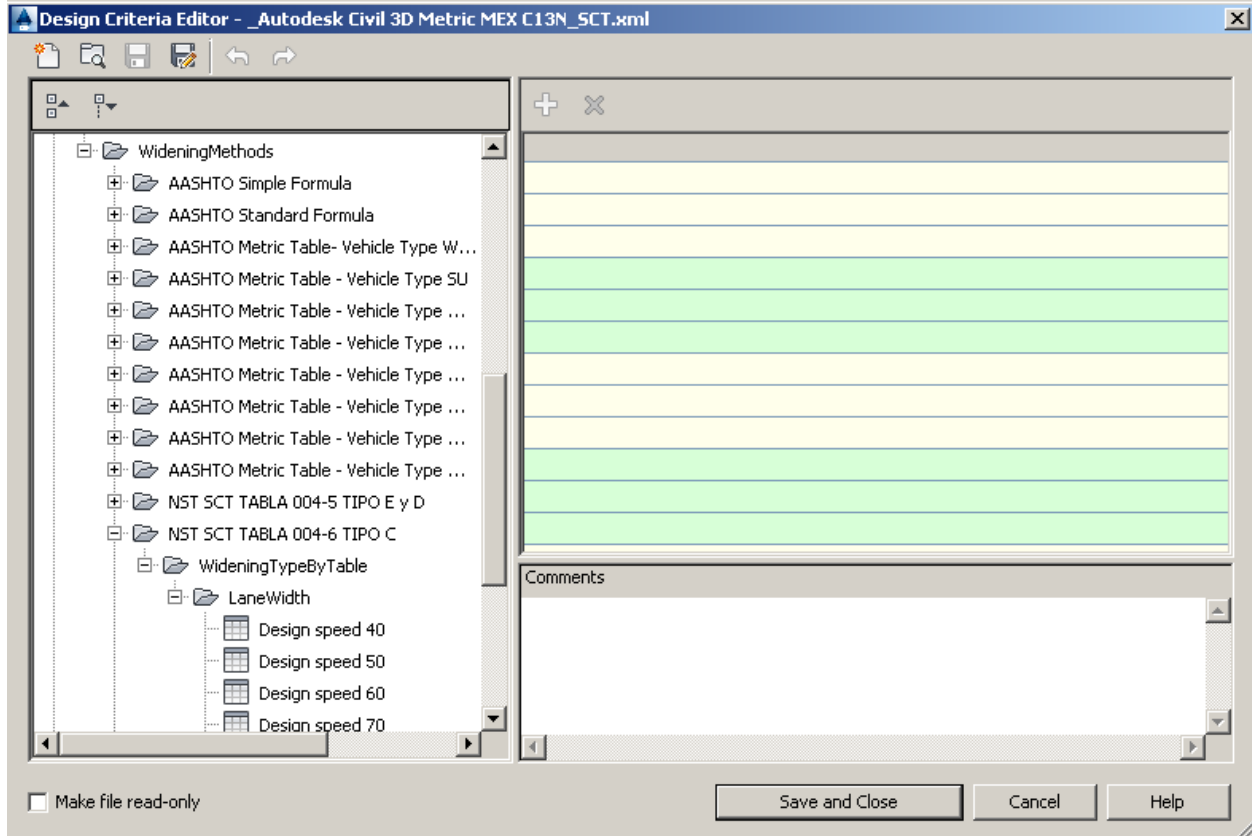 Design Criteria Editor - _Autodesk Civil 3D Metric MEX C13N_SCT.xml
WideningMethods
AASHTO Simple Formula
AASHTO Standard Formula
AASHTO Metric Table- Vehicle Type W...
AASHTO Metric Table - Vehicle Type SU
AASHTO Metric Table - Vehicle Type ...
AASHTO Metric Table - Vehicle Type ...
AASHTO Metric Table - Vehicle Type ...
AASHTO Metric Table - Vehicle Type ...
AASHTO Metric Table - Vehicle Type ...
AASHTO Metric Table - Vehicle Type ...
NST SCT TABLA 004-5 TIPO E y D
NST SCT TABLA 004-6 TIPO C
WideningTypeByTable
LaneWidth
Design speed 40
Design speed 50
Design speed 60
Design speed 70
Comments
Make file read-only
Save and Close
Cancel
Help